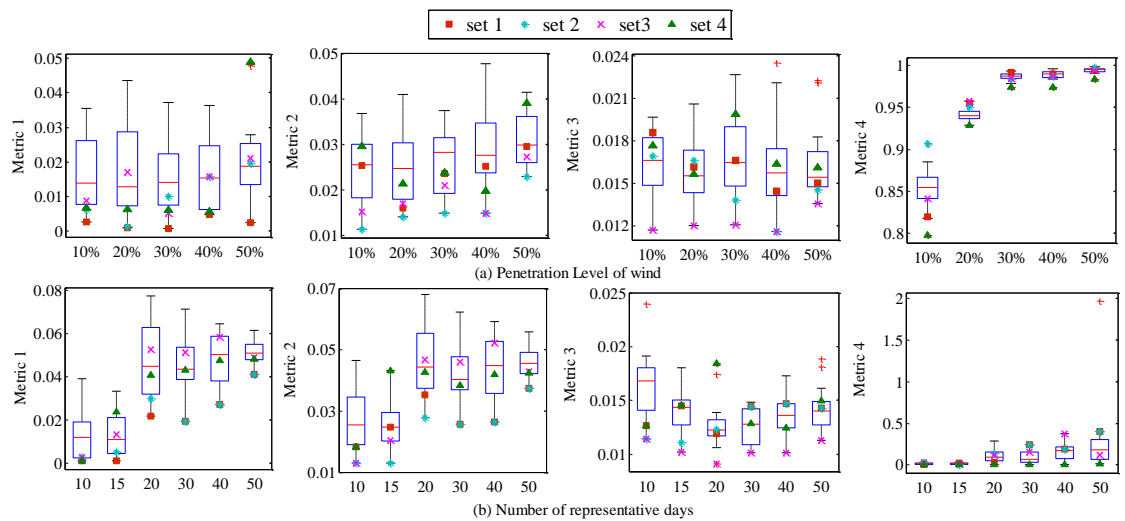 set 1 set 2 set3 set 4
Metric 1
0.05
0.04
0.03
0.02
0.01
0
10% 20% 30% 40% 50%
Metric 2
0.05
0.04
0.03
0.02
0.01
10% 20% 30% 40% 50%
Metric 3
0.024
0.021
0.018
0.015
0.012
10% 20% 30% 40% 50%
Metric 4
1
0.95
0.9
0.85
0.8
10% 20% 30% 40% 50%
(a) Penetration Level of wind
Metric 1
0.08
0.06
0.04
0.02
0
10 15 20 30 40 50
Metric 2
0.07
0.05
0.03
0.01
10 15 20 30 40 50
Metric 3
0.025
0.02
0.015
0.01
10 15 20 30 40 50
Metric 4
2
1.5
1
0.5
0
10 15 20 30 40 50
(b) Number of representative days